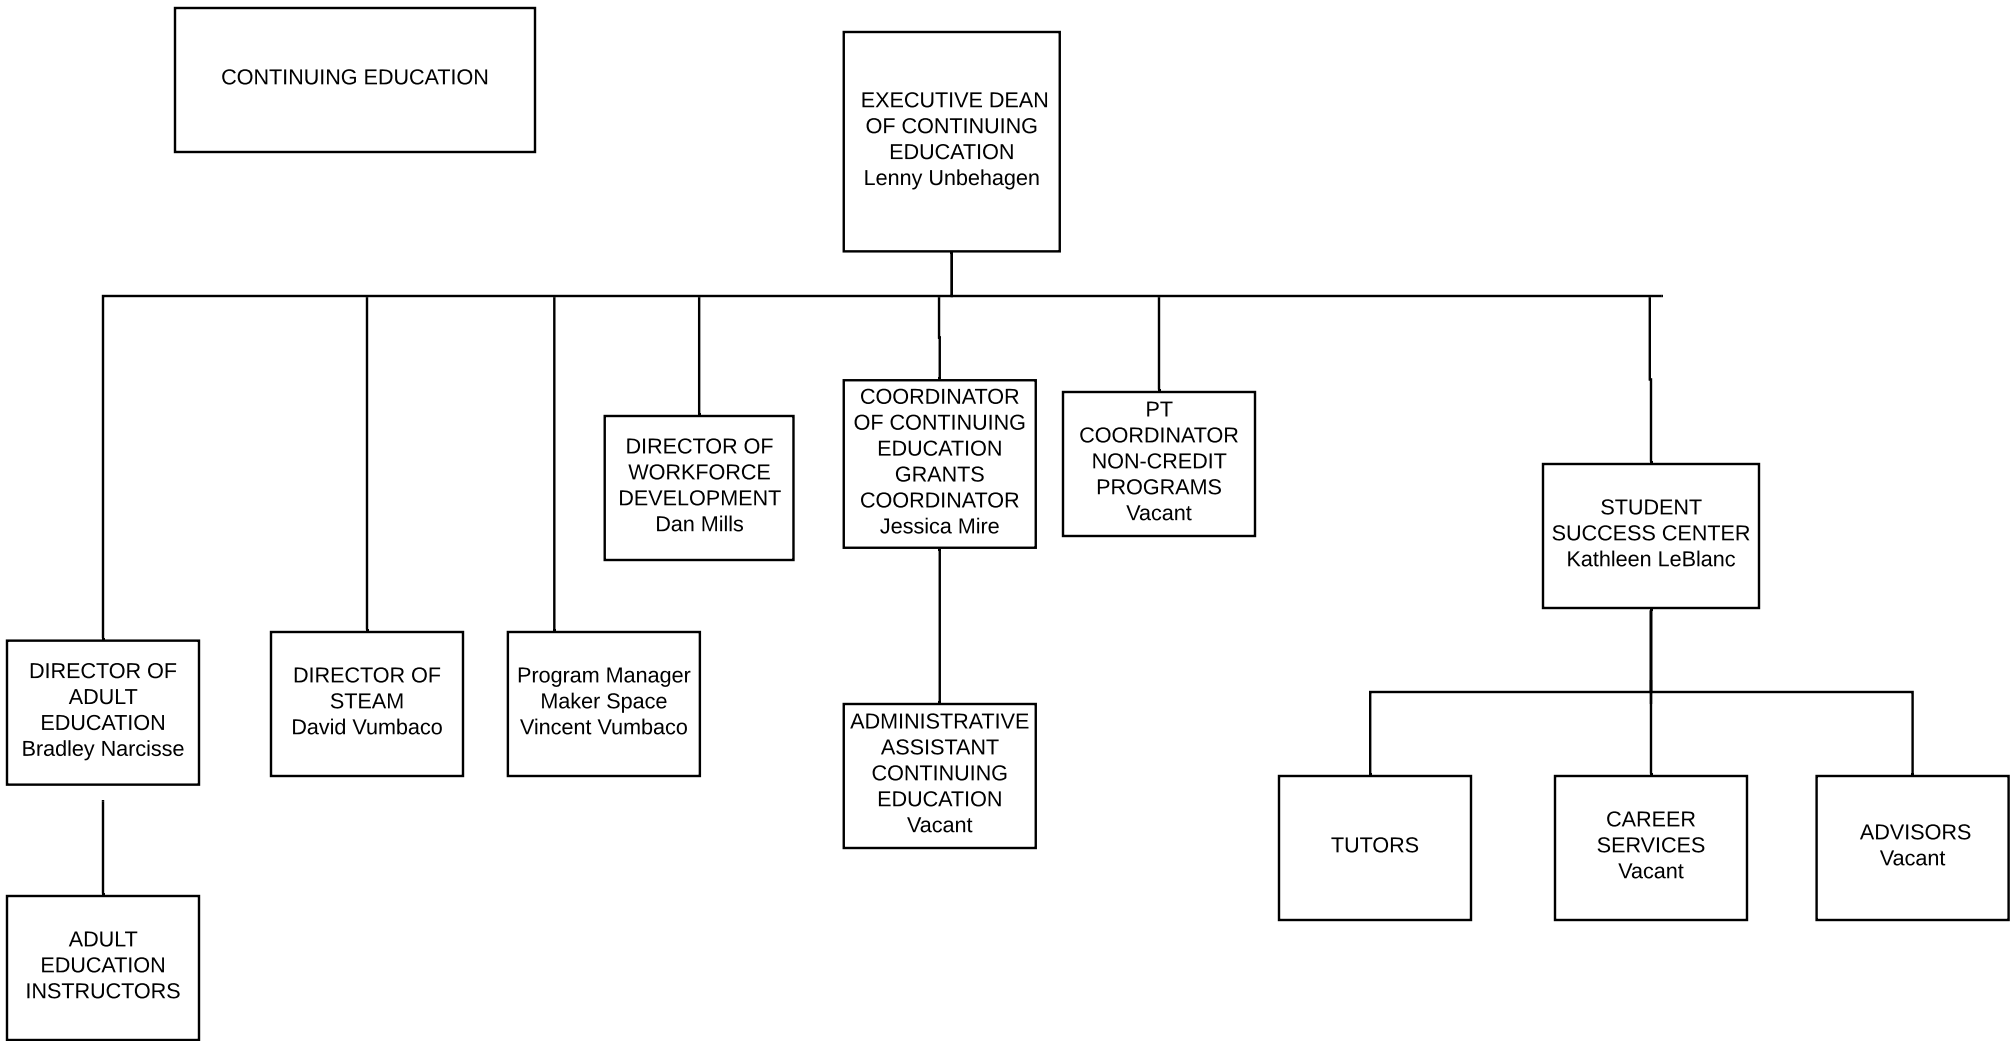 CONTINUING EDUCATION
EXECUTIVE DEAN
OF CONTINUING
EDUCATION
Lenny Unbehagen
DIRECTOR OF
WORKFORCE
DEVELOPMENT
Dan Mills
COORDINATOR
OF CONTINUING
EDUCATION
GRANTS
COORDINATOR
Jessica Mire
PT
COORDINATOR
NON-CREDIT
PROGRAMS
Vacant
STUDENT
SUCCESS CENTER
Kathleen LeBlanc
DIRECTOR OF
ADULT
EDUCATION
Bradley Narcisse
DIRECTOR OF
STEAM
David Vumbaco
Program Manager
Maker Space
Vincent Vumbaco
ADMINISTRATIVE
ASSISTANT
CONTINUING
EDUCATION
Vacant
TUTORS
CAREER
SERVICES
Vacant
ADVISORS
Vacant
ADULT
EDUCATION
INSTRUCTORS